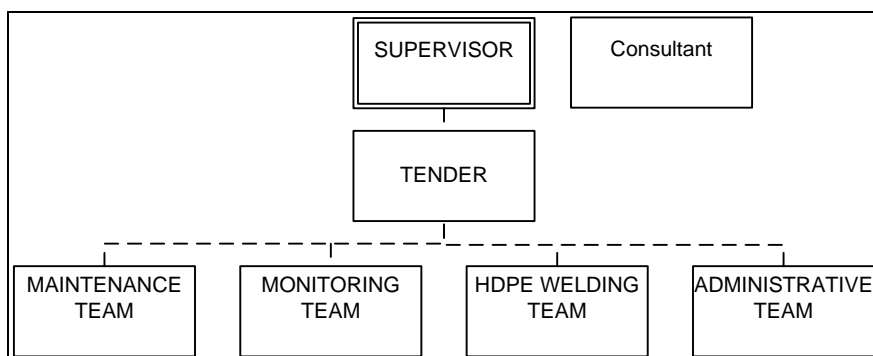 SUPERVISOR
Consultant
TENDER
MAINTENANCE
TEAM
MONITORING
TEAM
HDPE WELDING
TEAM
ADMINISTRATIVE
TEAM